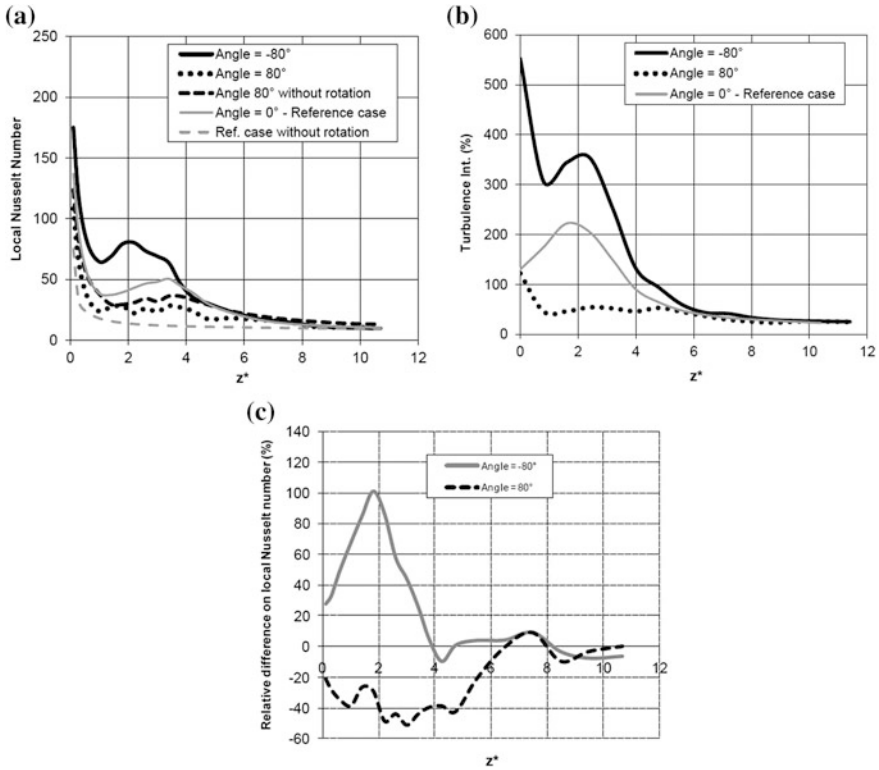 (a)
250
200
150
100
50
0
Local Nusselt Number
Angle = -80°
Angle = 80°
Angle 80° without rotation
Angle = 0° - Reference case
Ref. case without rotation
0 2 4 6 8 10 12
z*
(b)
600
500
400
300
200
100
0
Turbulence Int. (%)
Angle = -80°
Angle = 80°
Angle = 0° - Reference case
0 2 4 6 8 10 12
z*
(c)
140
120
100
80
60
40
20
0
-20
-40
-60
Relative difference on local Nusselt number (%)
Angle = -80°
Angle = 80°
0 2 4 6 8 10 12
z*